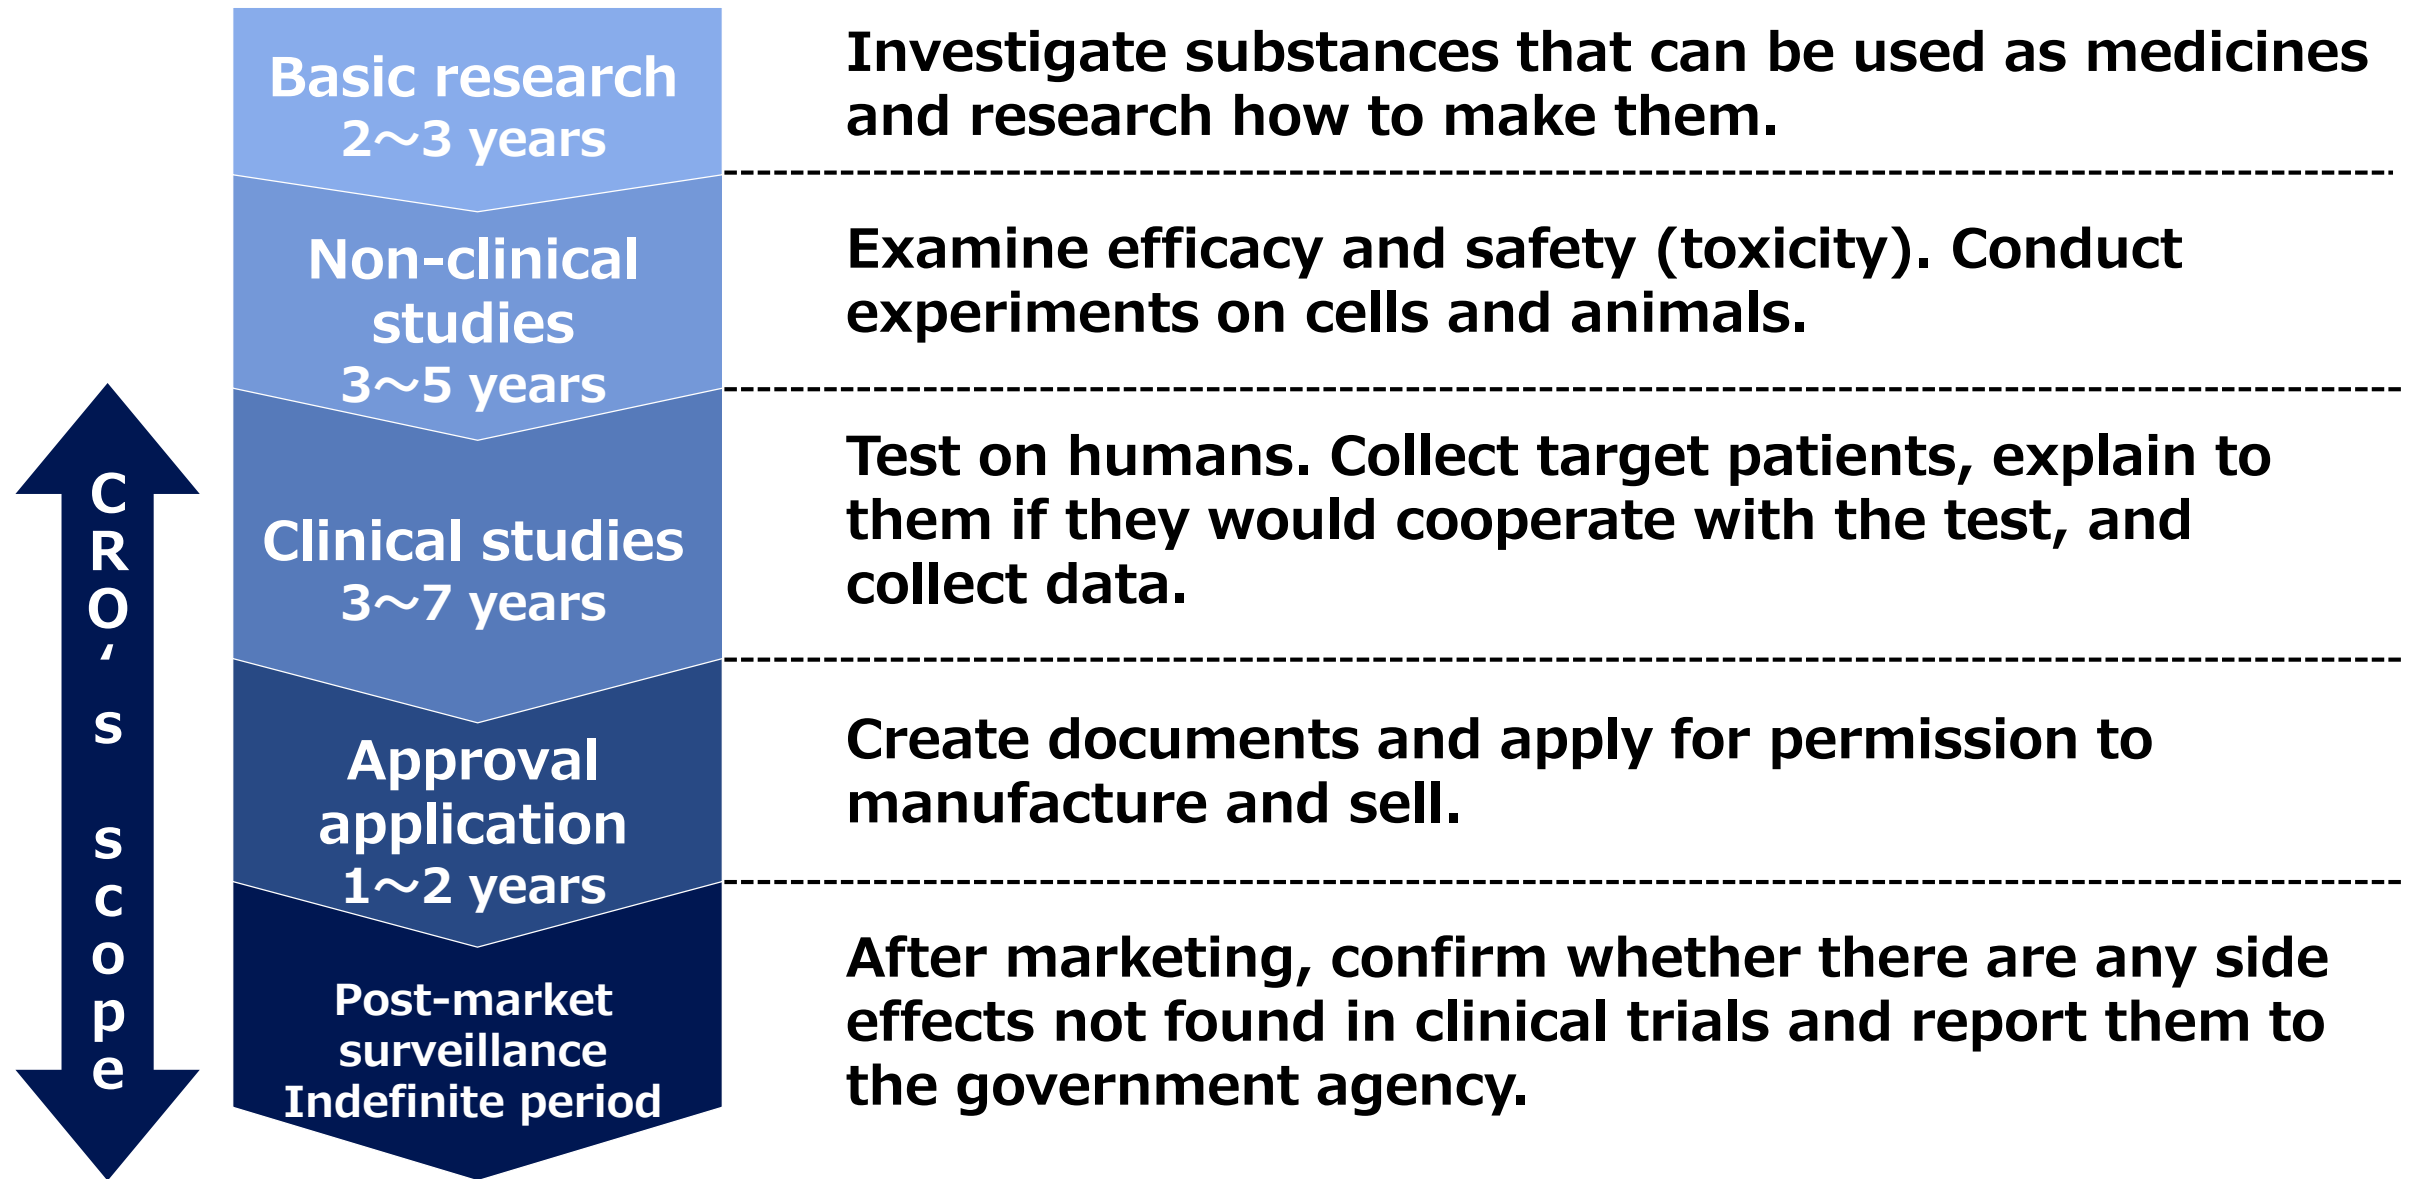 Basic research
2～3 years
Investigate substances that can be used as medicines
and research how to make them.
Non-clinical
studies
3～5 years
Examine efficacy and safety (toxicity). Conduct
experiments on cells and animals.
Clinical studies
3～7 years
Test on humans. Collect target patients, explain to
them if they would cooperate with the test, and
collect data.
Approval
application
1～2 years
Create documents and apply for permission to
manufacture and sell.
Post-market
surveillance
Indefinite period
After marketing, confirm whether there are any side
effects not found in clinical trials and report them to
the government agency.
CRO‘s scope